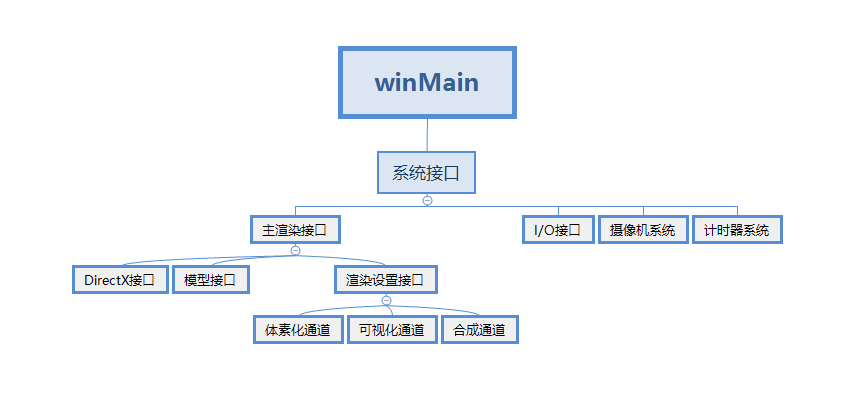 winMain
系统接口
主渲染接口
I/O接口
摄像机系统
计时器系统
DirectX接口
模型接口
渲染设置接口
体素化通道
可视化通道
合成通道